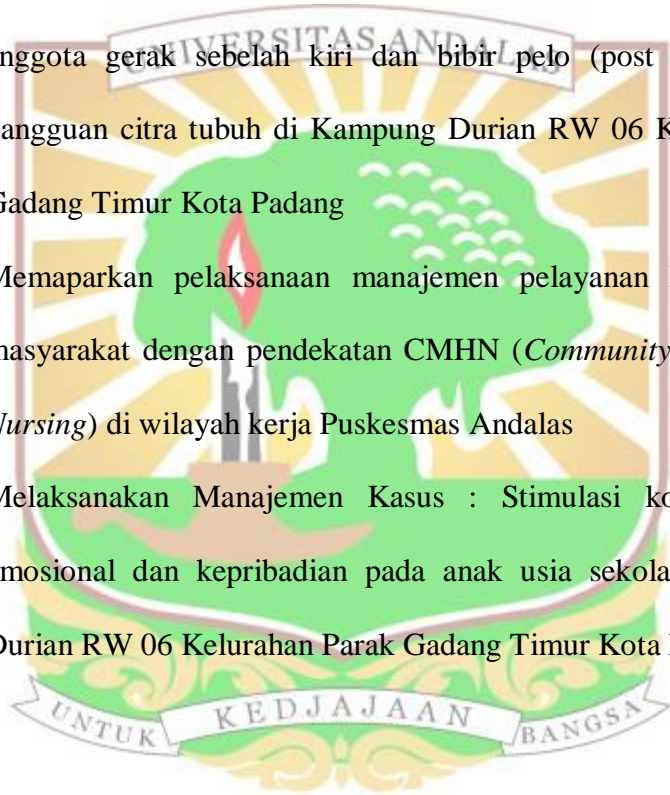 UNIVERSITAS ANDALAS
nggota gerak sebelah kiri dan bibir pelo (post
angguan citra tubuh di Kampung Durian RW 06 K
Gadang Timur Kota Padang
Memaparkan pelaksanaan manajemen pelayanan
masyarakat dengan pendekatan CMHN (Community
Nursing) di wilayah kerja Puskesmas Andalas
Melaksanakan Manajemen Kasus : Stimulasi ko
mosional dan kepribadian pada anak usia sekola
Durian RW 06 Kelurahan Parak Gadang Timur Kota
UNTUK KEDJAJAAN BANGSA